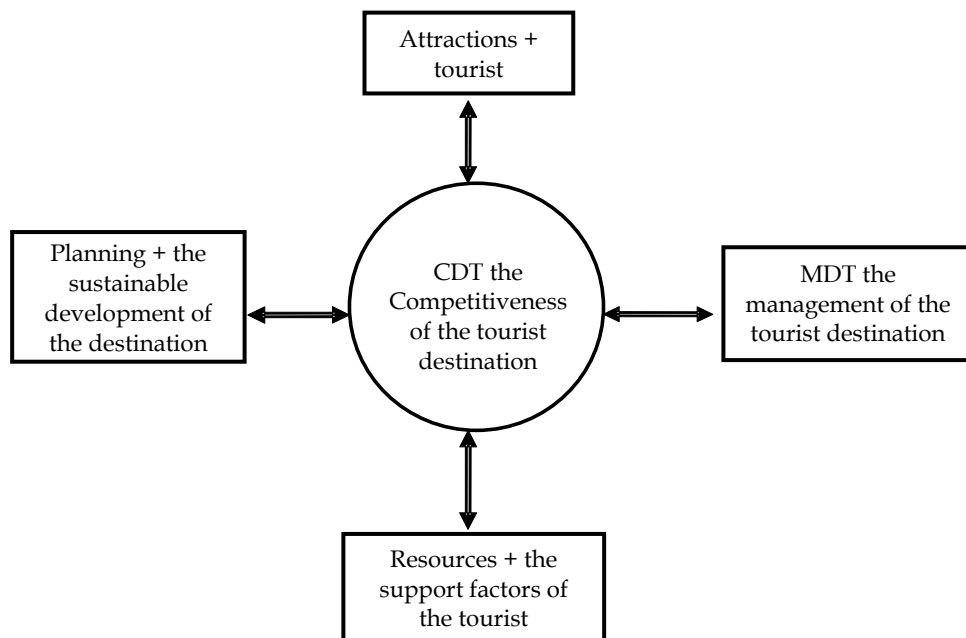 Attractions +
tourist
Planning + the
sustainable
development of
the destination
CDT the
Competitiveness
of the tourist
destination
MDT the
management of the
tourist destination
Resources + the
support factors of
the tourist